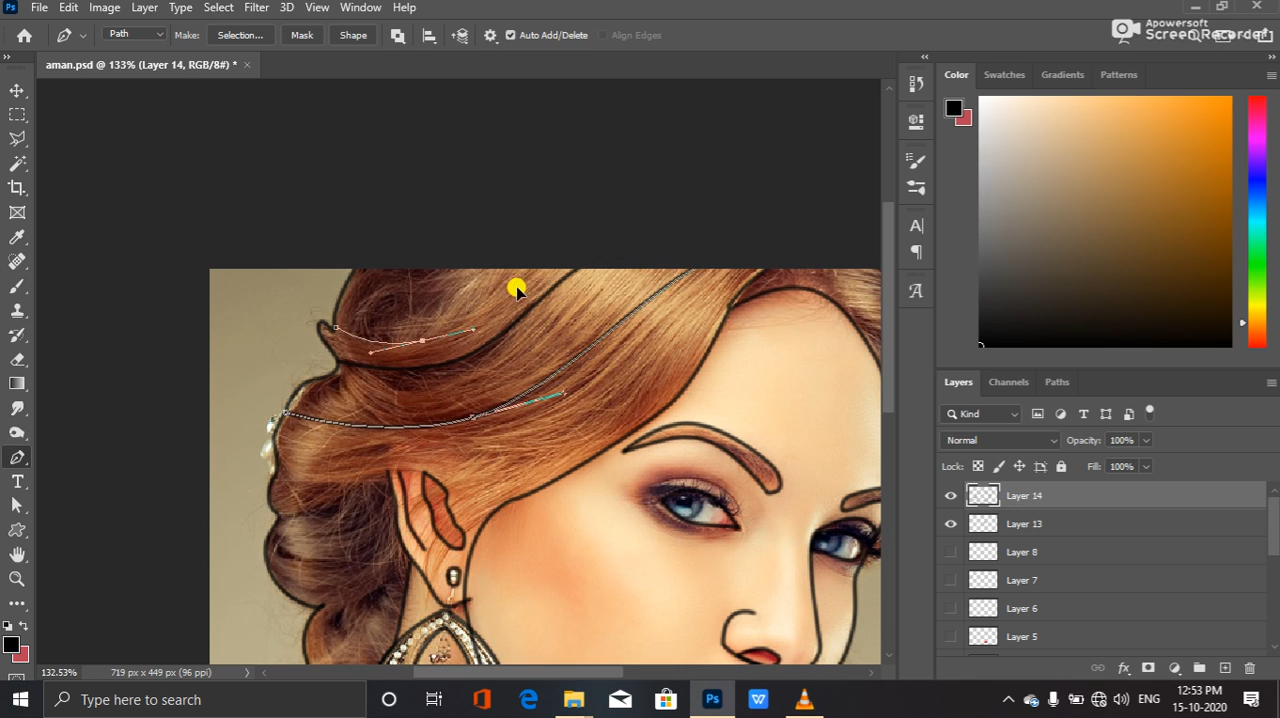 Ps File Edit Image Layer Type Select Filter 3D View Window Help
Path Make: Selection... Mask Shape Auto Add/Delete Align Edges
Apowersoft
Screen Recorder
aman.psd @ 133% (Layer 14, RGB/8#) * ×
Color Swatches Gradients Patterns
Layers Channels Paths
Kind
Normal Opacity: 100%
Lock: Fill: 100%
Layer 14
Layer 13
Layer 8
Layer 7
Layer 6
Layer 5
132.53% 719 px x 449 px (96 ppi)
Type here to search
Ps
ENG
12:53 PM
15-10-2020